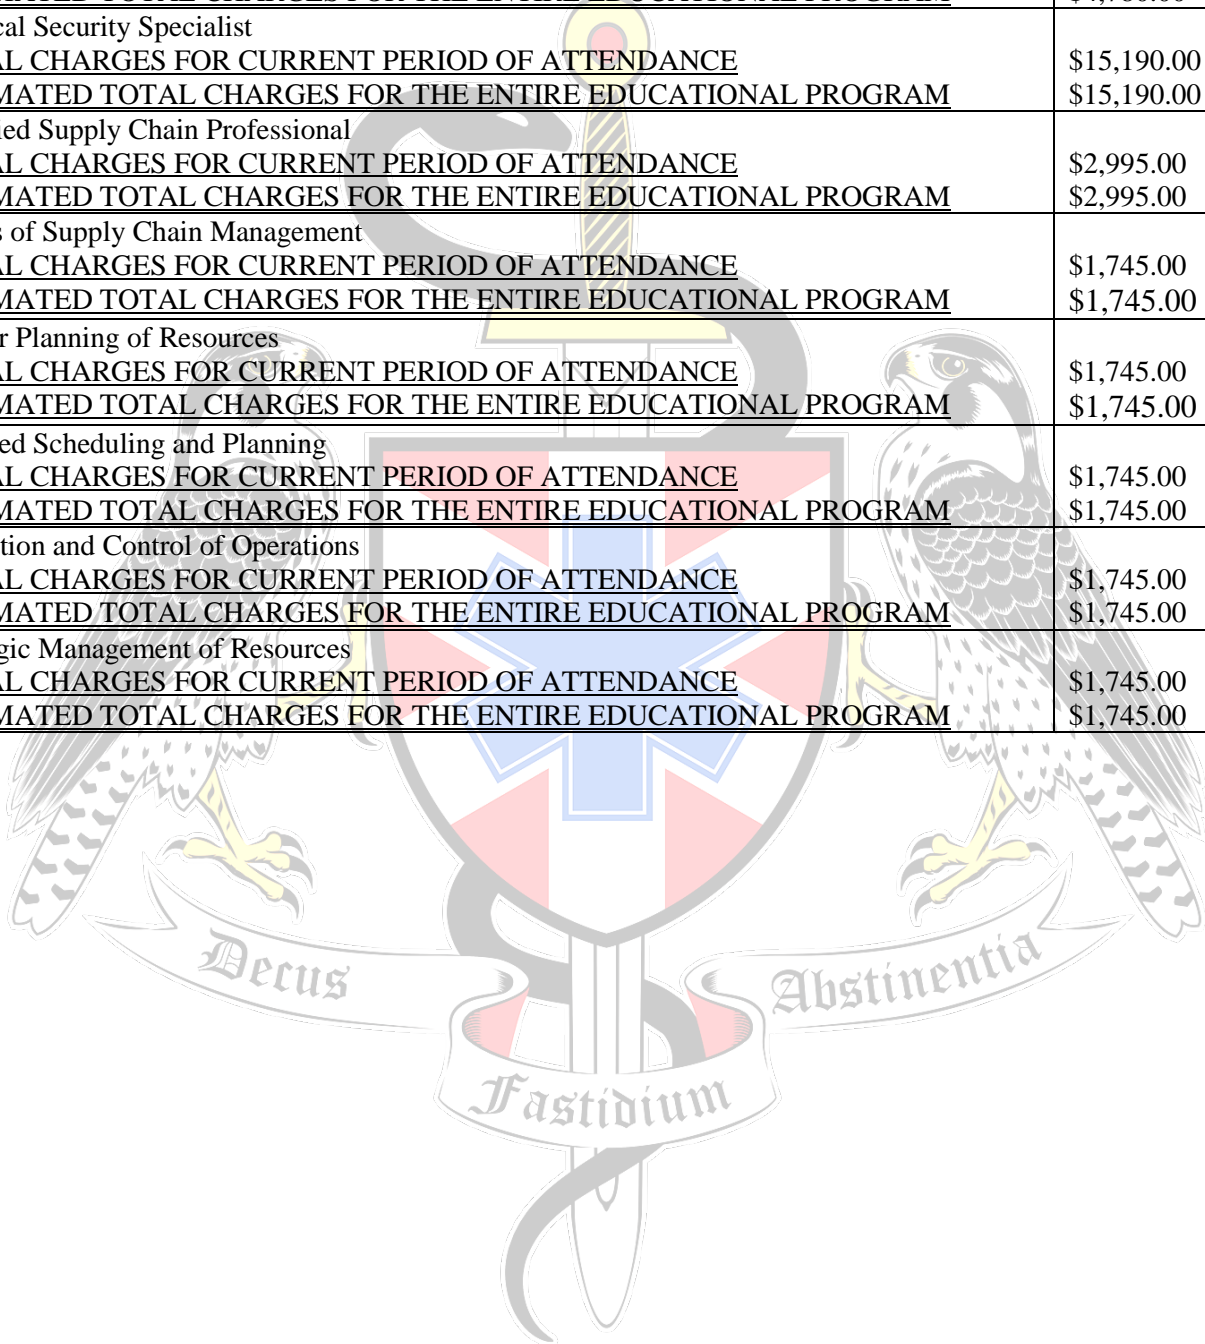 MATED TOTAL CHARGES FOR THE ENTIRE EDUCATIONAL PROGRAM
cal Security Specialist
AL CHARGES FOR CURRENT PERIOD OF ATTENDANCE $15,190.00
MATED TOTAL CHARGES FOR THE ENTIRE EDUCATIONAL PROGRAM $15,190.00
ied Supply Chain Professional
AL CHARGES FOR CURRENT PERIOD OF ATTENDANCE $2,995.00
MATED TOTAL CHARGES FOR THE ENTIRE EDUCATIONAL PROGRAM $2,995.00
s of Supply Chain Management
AL CHARGES FOR CURRENT PERIOD OF ATTENDANCE $1,745.00
MATED TOTAL CHARGES FOR THE ENTIRE EDUCATIONAL PROGRAM $1,745.00
r Planning of Resources
AL CHARGES FOR CURRENT PERIOD OF ATTENDANCE $1,745.00
MATED TOTAL CHARGES FOR THE ENTIRE EDUCATIONAL PROGRAM $1,745.00
ed Scheduling and Planning
AL CHARGES FOR CURRENT PERIOD OF ATTENDANCE $1,745.00
MATED TOTAL CHARGES FOR THE ENTIRE EDUCATIONAL PROGRAM $1,745.00
tion and Control of Operations
AL CHARGES FOR CURRENT PERIOD OF ATTENDANCE $1,745.00
MATED TOTAL CHARGES FOR THE ENTIRE EDUCATIONAL PROGRAM $1,745.00
gic Management of Resources
AL CHARGES FOR CURRENT PERIOD OF ATTENDANCE $1,745.00
MATED TOTAL CHARGES FOR THE ENTIRE EDUCATIONAL PROGRAM $1,745.00
Decus
Abstinentia
Fastidium